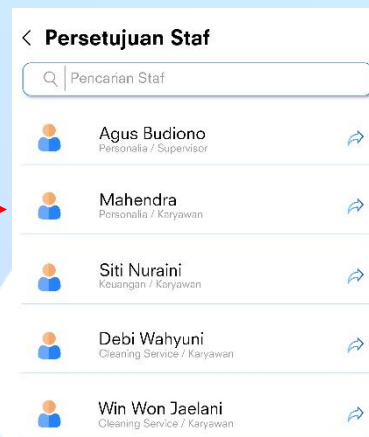 Persetujuan Staf
Pencarian Staf
Agus Budiono
Personalia / Supervisor
Mahendra
Personalia / Karyawan
Siti Nuraini
Keuangan / Karyawan
Debi Wahyuni
Cleaning Service / Karyawan
Win Won Jaelani
Cleaning Service / Karyawan